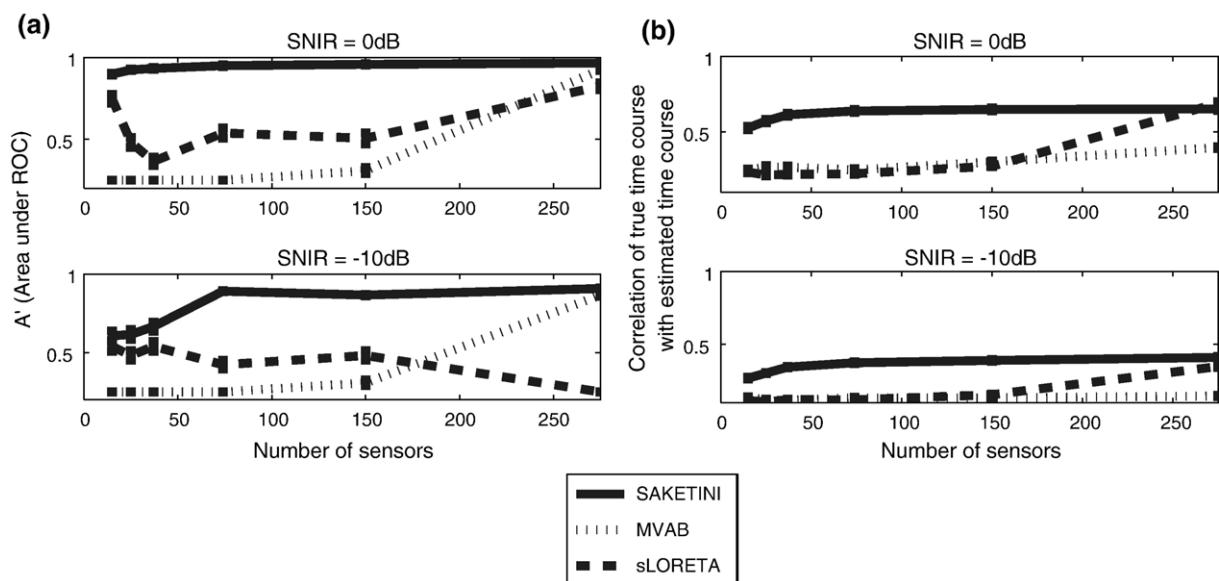 (a)
SNIR = 0dB
1
0.5
0 50 100 150 200 250
SNIR = -10dB
1
0.5
0 50 100 150 200 250
Number of sensors
A' (Area under ROC)
(b)
SNIR = 0dB
1
0.5
0 50 100 150 200 250
SNIR = -10dB
1
0.5
0 50 100 150 200 250
Number of sensors
Correlation of true time course
with estimated time course
SAKETINI
MVAB
sLORETA